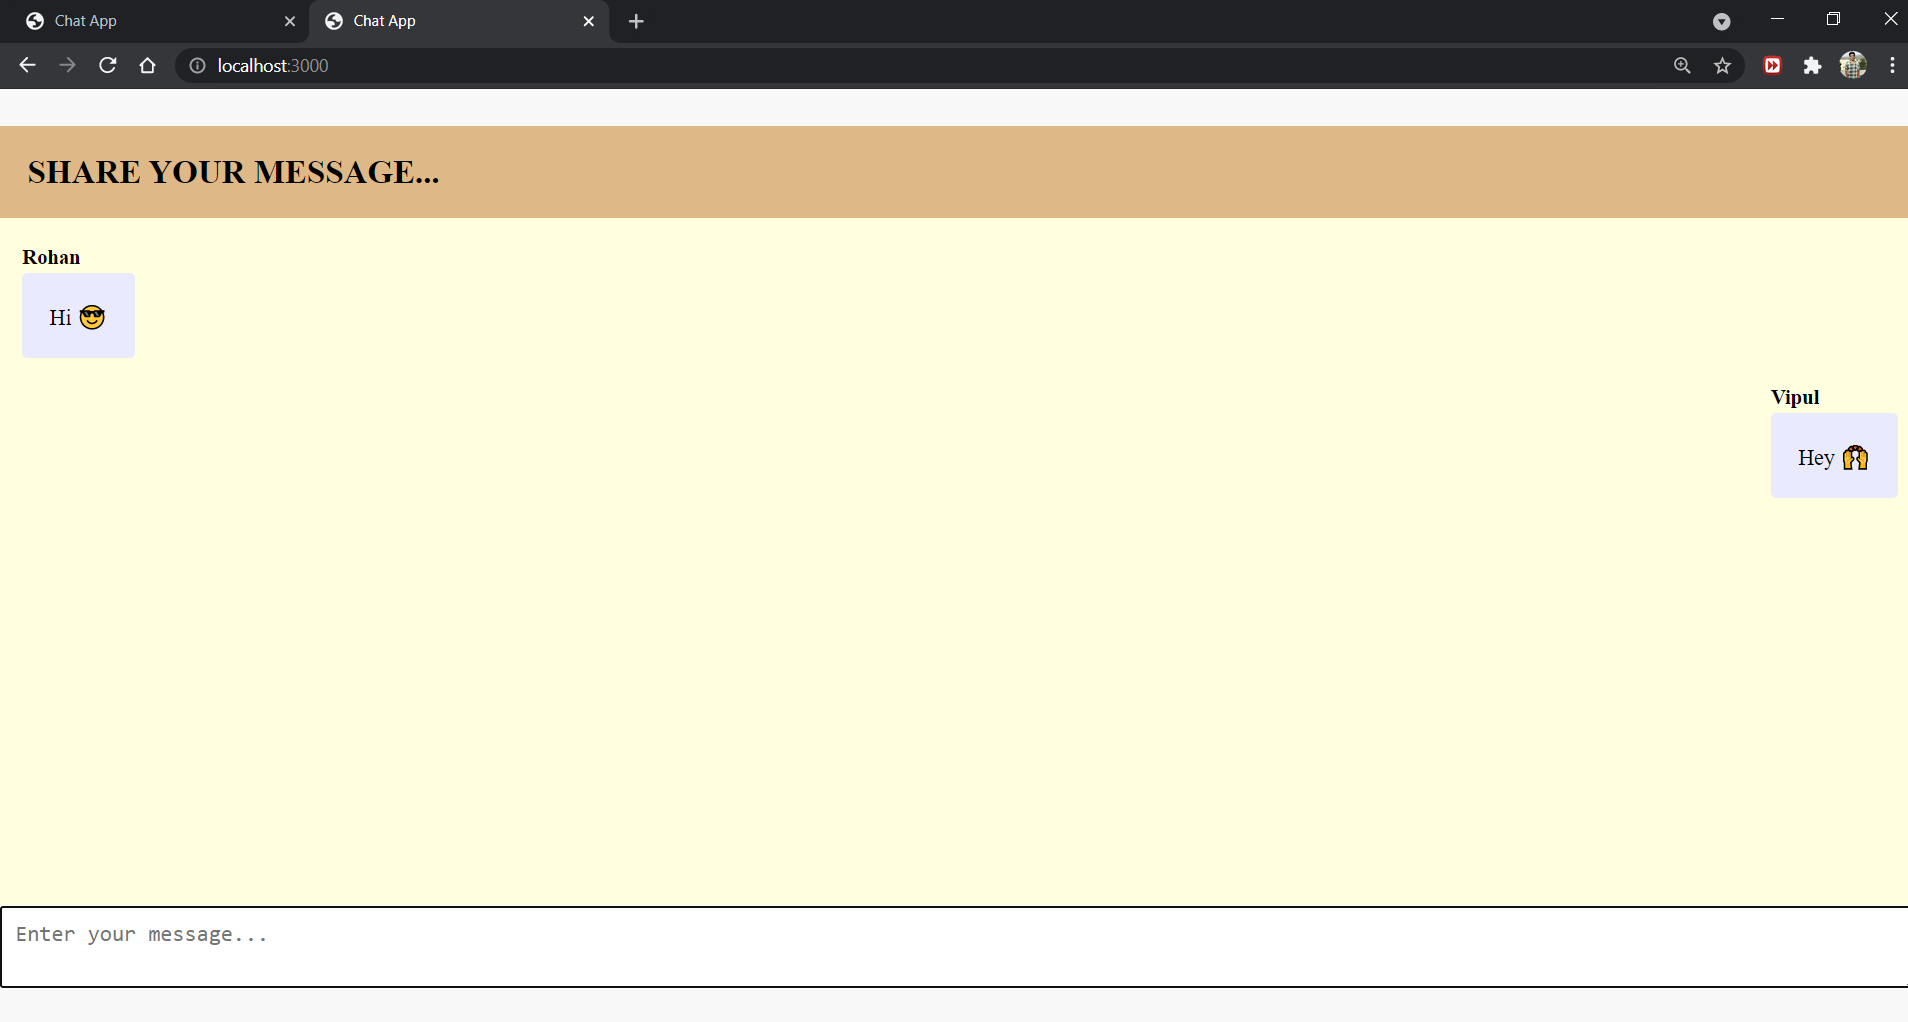 Chat App
Chat App
localhost:3000
SHARE YOUR MESSAGE...
Rohan
Hi 😎
Vipul
Hey 🙌
Enter your message...